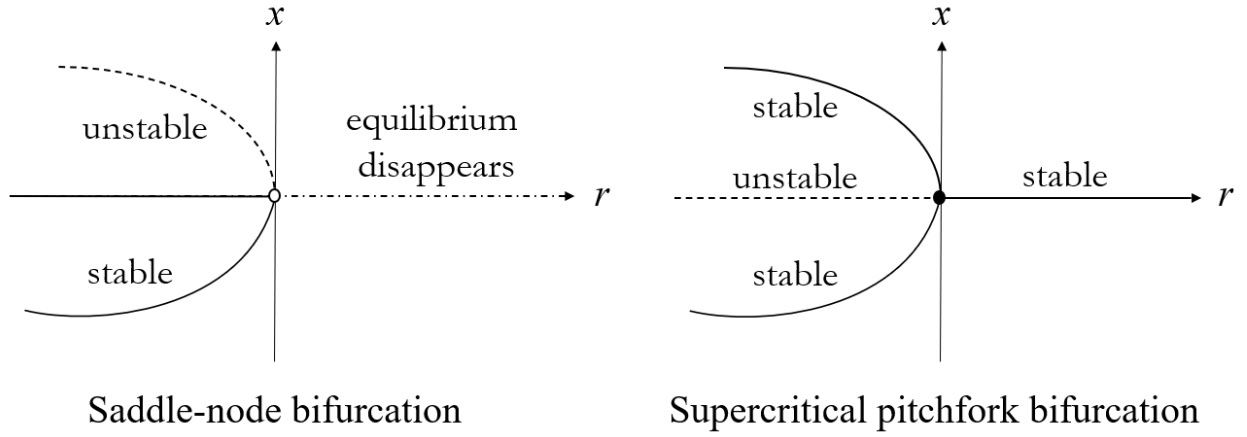 x
unstable
equilibrium
disappears
r
stable
Saddle-node bifurcation
x
stable
unstable
stable
r
stable
Supercritical pitchfork bifurcation